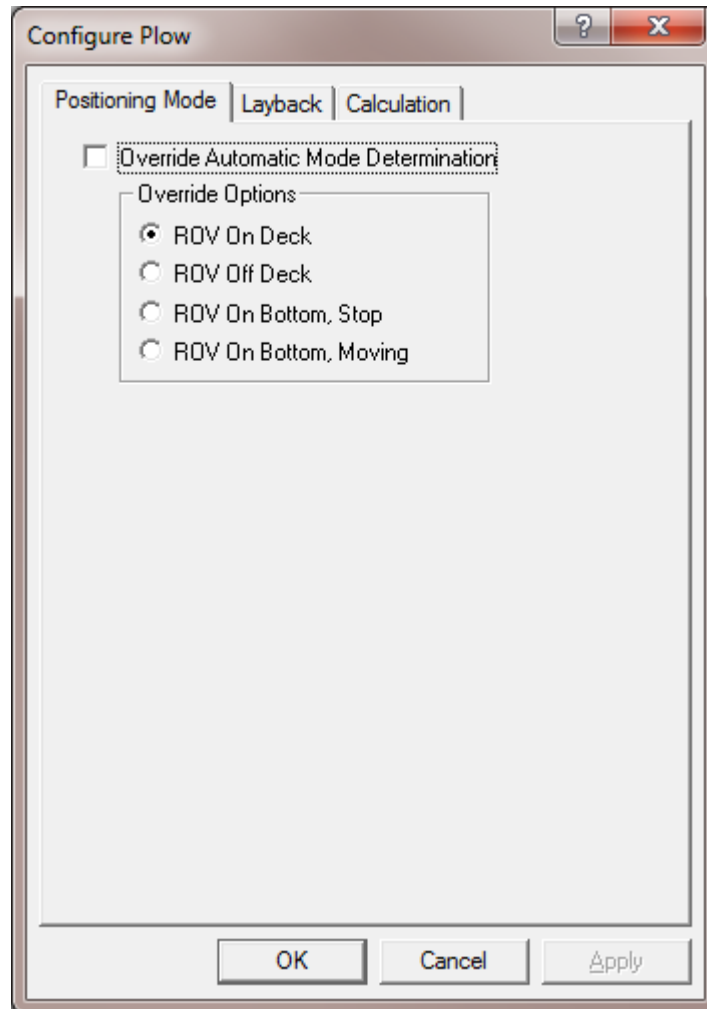 Configure Plow
?
Positioning Mode Layback Calculation
Override Automatic Mode Determination
Override Options
ROV On Deck
ROV Off Deck
ROV On Bottom, Stop
ROV On Bottom, Moving
OK Cancel Apply